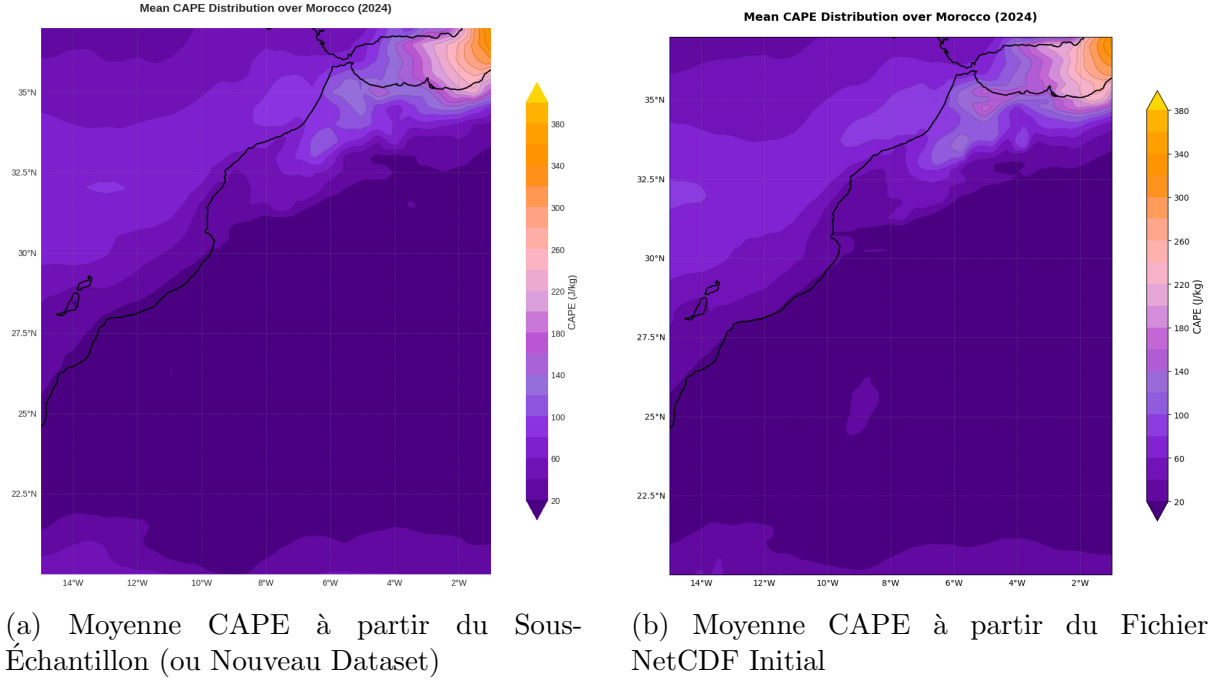 Mean CAPE Distribution over Morocco (2024)
35°N
32.5°N
30°N
27.5°N
25°N
22.5°N
14°W 12°W 10°W 8°W 6°W 4°W 2°W
380
340
300
260
220
180
140
100
60
20
CAPE (J/kg)
(a) Moyenne CAPE à partir du Sous-
Échantillon (ou Nouveau Dataset)
Mean CAPE Distribution over Morocco (2024)
35°N
32.5°N
30°N
27.5°N
25°N
22.5°N
14°W 12°W 10°W 8°W 6°W 4°W 2°W
380
340
300
260
220
180
140
100
60
20
CAPE (J/kg)
(b) Moyenne CAPE à partir du Fichier
NetCDF Initial